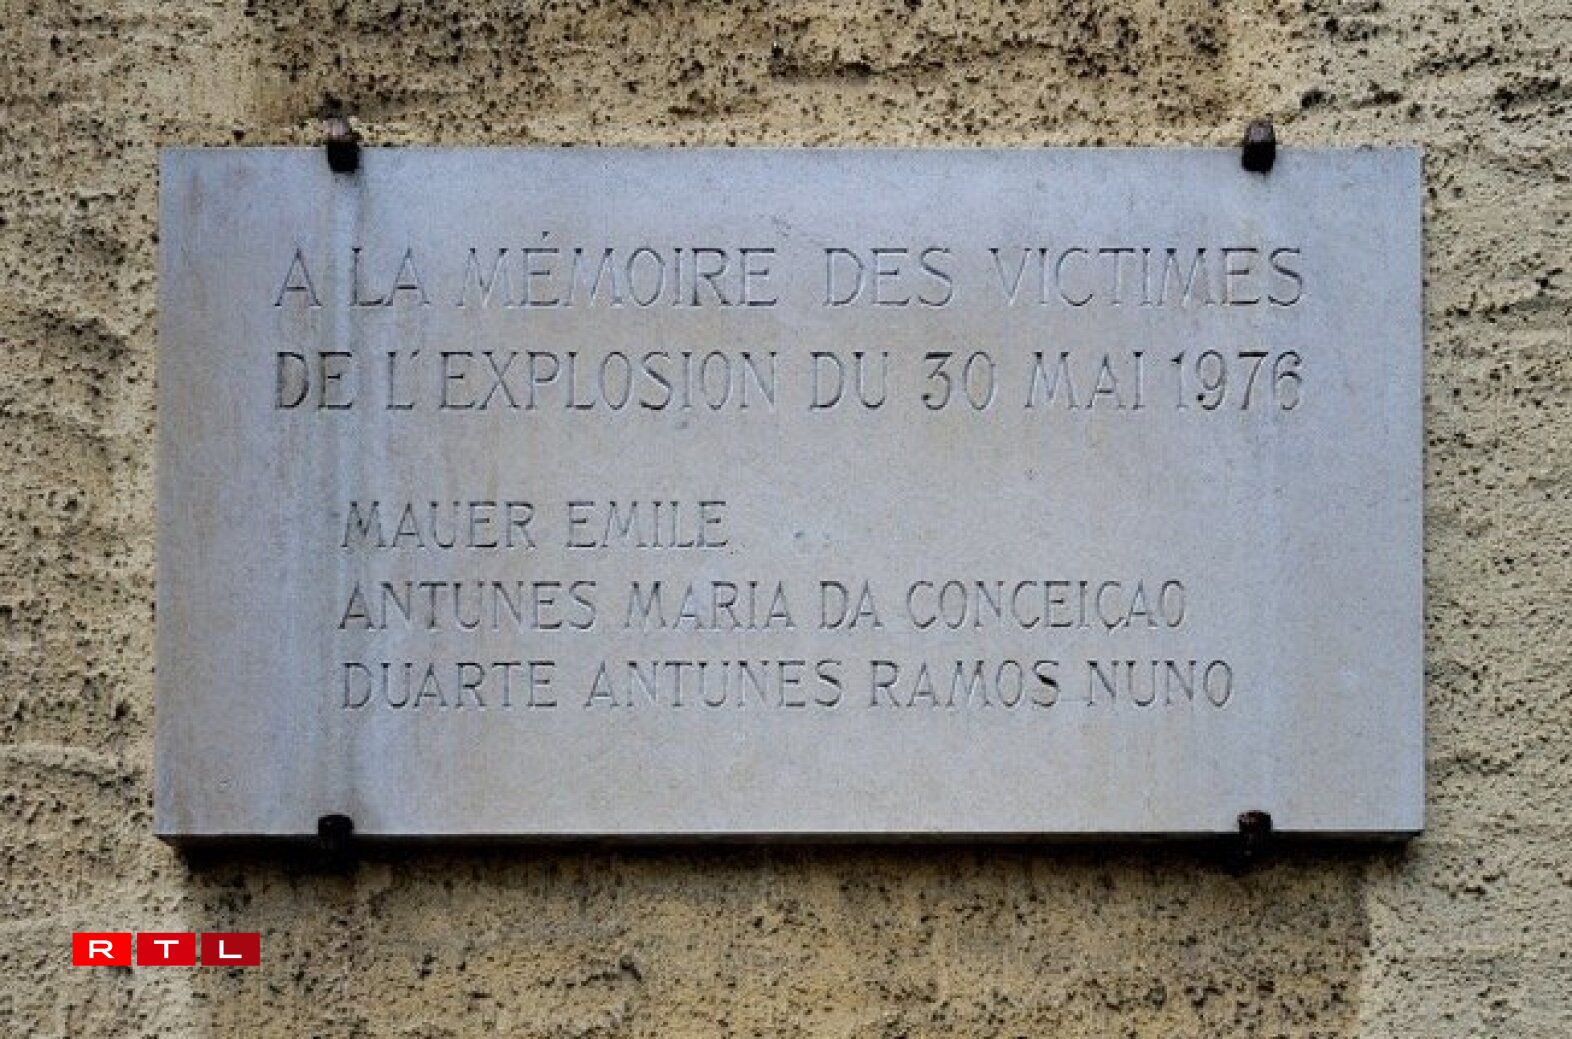 A LA MÉMOIRE DES VICTIMES
DE L'EXPLOSION DU 30 MAI 1976
MAUER EMILE
ANTUNES MARIA DA CONCEIÇAO
DUARTE ANTUNES RAMOS NUNO
RTL